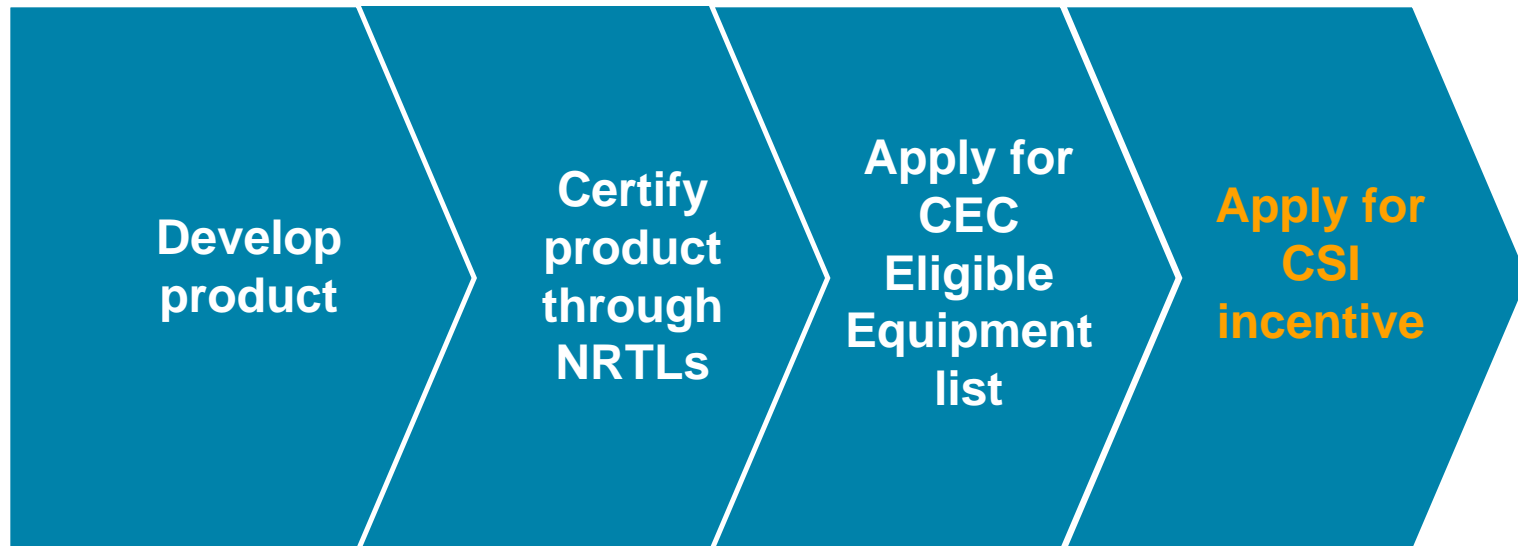 Develop
product
Certify
product
through
NRTLs
Apply for
CEC
Eligible
Equipment
list
Apply for
CSI
incentive